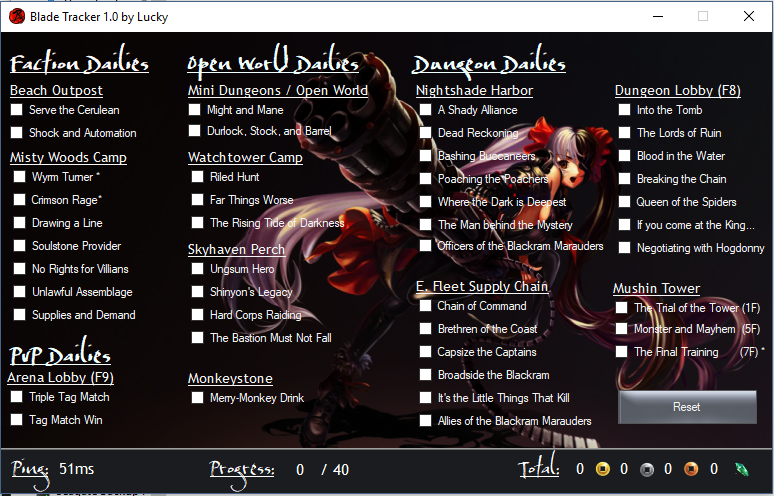 Blade Tracker 1.0 by Lucky
Faction Dailies
Beach Outpost
Serve the Cerulean
Shock and Automation
Misty Woods Camp
Wyrm Turner *
Crimson Rage*
Drawing a Line
Soulstone Provider
No Rights for Villians
Unlawful Assemblage
Supplies and Demand
PvP Dailies
Arena Lobby (F9)
Triple Tag Match
Tag Match Win
Open World Dailies
Mini Dungeons / Open World
Might and Mane
Durlock, Stock, and Barrel
Watchtower Camp
Riled Hunt
Far Things Worse
The Rising Tide of Darkness
Skyhaven Perch
Ungsum Hero
Shinyon's Legacy
Hard Corps Raiding
The Bastion Must Not Fall
Monkeystone
Merry-Monkey Drink
Dungeon Dailies
Nightshade Harbor
A Shady Alliance
Dead Reckoning
Bashing Buccaneers
Poaching the Poachers
Where the Dark is Deepest
The Man behind the Mystery
Officers of the Blackram Marauders
E. Fleet Supply Chain
Chain of Command
Brethren of the Coast
Capsize the Captains
Broadside the Blackram
It's the Little Things That Kill
Allies of the Blackram Marauders
Dungeon Lobby (F8)
Into the Tomb
The Lords of Ruin
Blood in the Water
Breaking the Chain
Queen of the Spiders
If you come at the King...
Negotiating with Hogdonny
Mushin Tower
The Trial of the Tower (1F)
Monster and Mayhem (5F)
The Final Training (7F) *
Reset
Ping: 51ms
Progress: 0 / 40
Total: 0 0 0 0